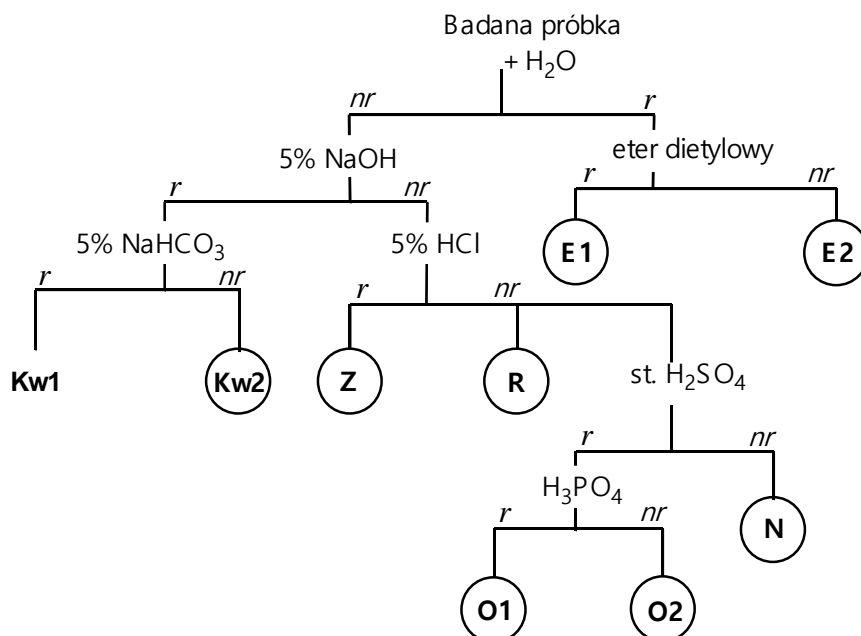 Badana próbka
+ H₂O
nr r
5% NaOH eter dietylowy
r nr r nr
5% NaHCO₃ 5% HCl E1 E2
r nr r nr
Kw1 Kw2 Z R st. H₂SO₄
r nr
H₃PO₄ N
r nr
O1 O2